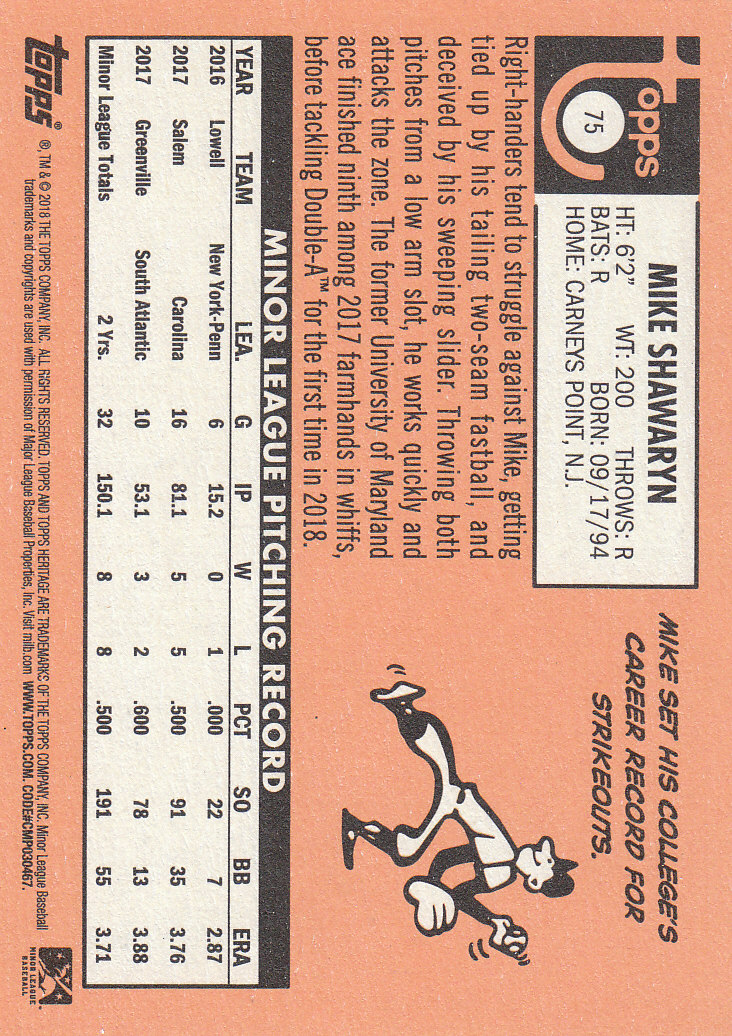 topps
75
MIKE SHAWARYN
HT: 6'2" WT: 200 THROWS: R
BATS: R BORN: 09/17/94
HOME: CARNEYS POINT, N.J.
Right-handers tend to struggle against Mike, getting
tied up by his tailing two-seam fastball, and
deceived by his sweeping slider. Throwing both
pitches from a low arm slot, he works quickly and
attacks the zone. The former University of Maryland
ace finished ninth among 2017 farmhands in whiffs,
before tackling Double-A™ for the first time in 2018.
MIKE SET HIS COLLEGE'S
CAREER RECORD FOR
STRIKEOUTS.
MINOR LEAGUE PITCHING RECORD
YEAR TEAM LEA. G IP W L PCT SO BB ERA
2016 Lowell New York-Penn 6 15.2 0 1 .000 22 7 2.87
2017 Salem Carolina 16 81.1 5 5 .500 91 35 3.76
2017 Greenville South Atlantic 10 53.1 3 2 .600 78 13 3.88
Minor League Totals 2 Yrs. 32 150.1 8 8 .500 191 55 3.71
topps®
®, TM & © 2018 THE TOPPS COMPANY, INC. ALL RIGHTS RESERVED. TOPPS AND TOPPS HERITAGE ARE TRADEMARKS OF THE TOPPS COMPANY, INC. Minor League Baseball
trademarks and copyrights are used with permission of Major League Baseball Properties, Inc. Visit milb.com WWW.TOPPS.COM. CODE#CMP030467.
MINOR LEAGUE
BASEBALL